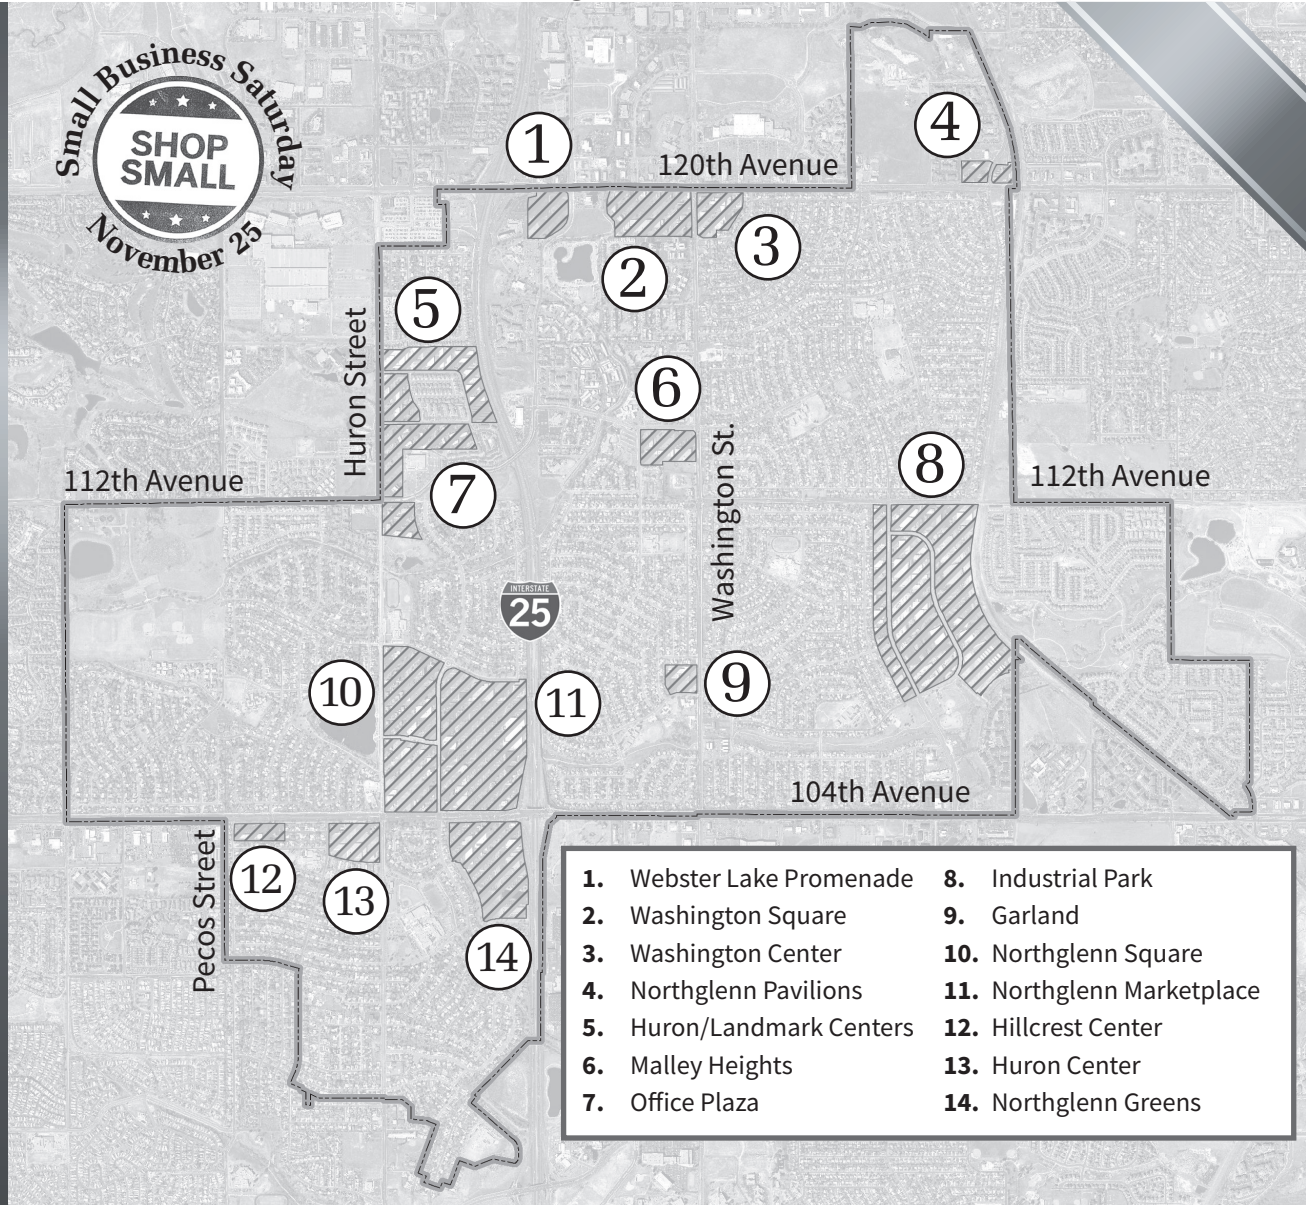 Small Business Saturday
SHOP
SMALL
November 25
1
120th Avenue
4
2
3
5
Huron Street
6
112th Avenue
7
Washington St.
8
112th Avenue
INTERSTATE
25
10
11
9
104th Avenue
Pecos Street
12
13
14
1. Webster Lake Promenade
2. Washington Square
3. Washington Center
4. Northglenn Pavilions
5. Huron/Landmark Centers
6. Malley Heights
7. Office Plaza
8. Industrial Park
9. Garland
10. Northglenn Square
11. Northglenn Marketplace
12. Hillcrest Center
13. Huron Center
14. Northglenn Greens